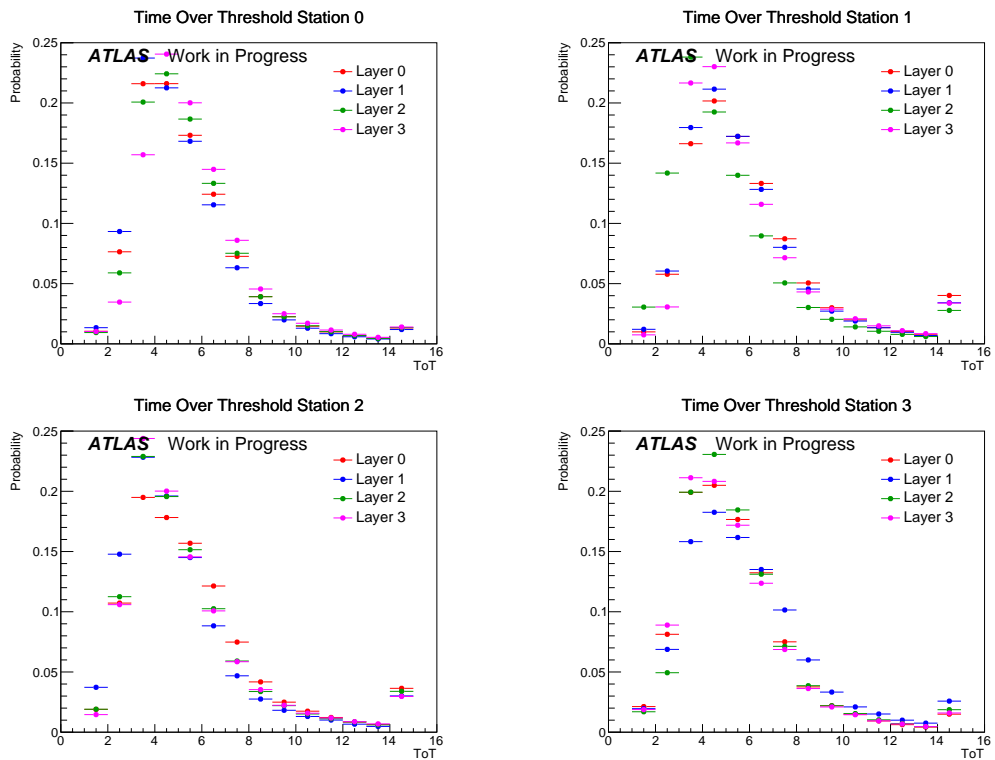 Time Over Threshold Station 0
Probability
0.25
0.2
0.15
0.1
0.05
0
ATLAS Work in Progress
Layer 0
Layer 1
Layer 2
Layer 3
0 2 4 6 8 10 12 14 16
ToT
Time Over Threshold Station 1
Probability
0.25
0.2
0.15
0.1
0.05
0
ATLAS Work in Progress
Layer 0
Layer 1
Layer 2
Layer 3
0 2 4 6 8 10 12 14 16
ToT
Time Over Threshold Station 2
Probability
0.25
0.2
0.15
0.1
0.05
0
ATLAS Work in Progress
Layer 0
Layer 1
Layer 2
Layer 3
0 2 4 6 8 10 12 14 16
ToT
Time Over Threshold Station 3
Probability
0.25
0.2
0.15
0.1
0.05
0
ATLAS Work in Progress
Layer 0
Layer 1
Layer 2
Layer 3
0 2 4 6 8 10 12 14 16
ToT